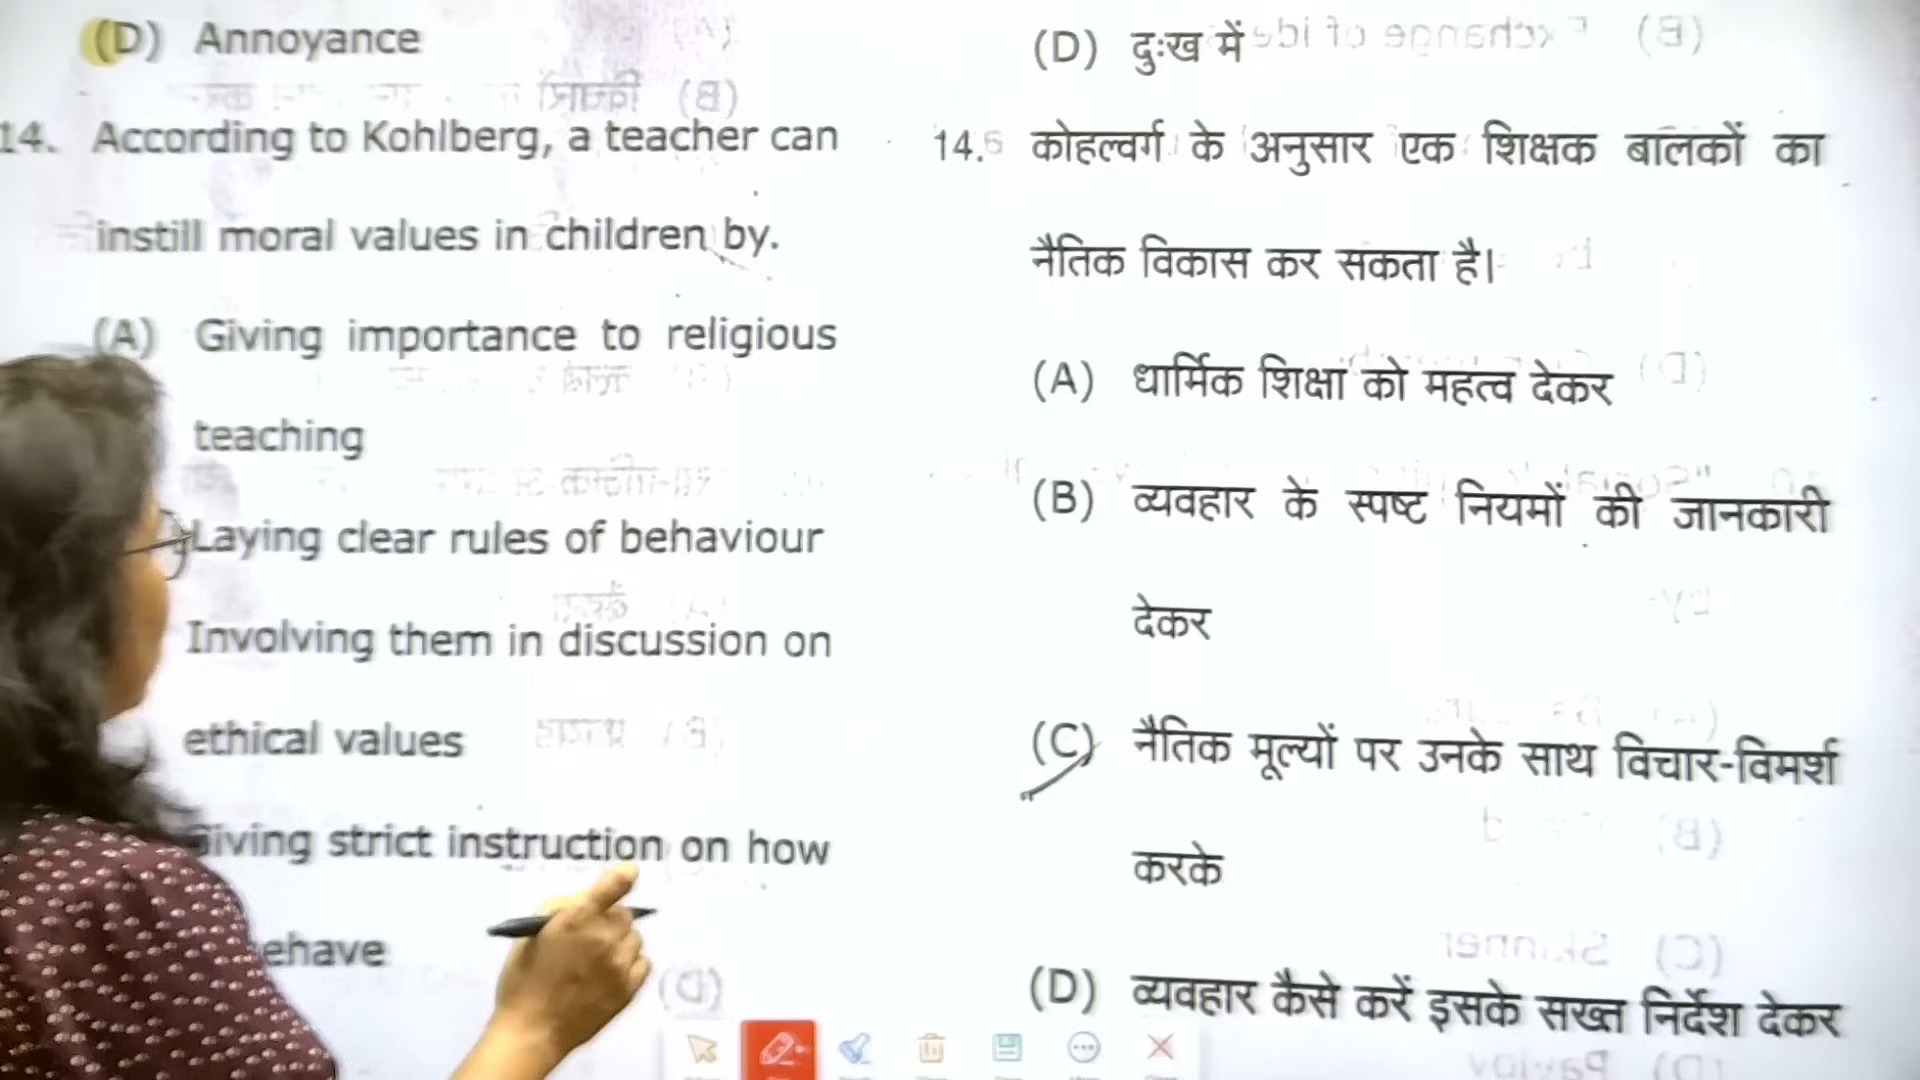 (D) Annoyance
14. According to Kohlberg, a teacher can
instill moral values in children by.
(A) Giving importance to religious
teaching
Laying clear rules of behaviour
Involving them in discussion on
ethical values
Giving strict instruction on how
ehave
(D) दुःख में
14. कोहल्वर्ग के अनुसार एक शिक्षक बालकों का
नैतिक विकास कर सकता है।
(A) धार्मिक शिक्षा को महत्व देकर
(B) व्यवहार के स्पष्ट नियमों की जानकारी
देकर
(C) नैतिक मूल्यों पर उनके साथ विचार-विमर्श
करके
(D) व्यवहार कैसे करें इसके सख्त निर्देश देकर